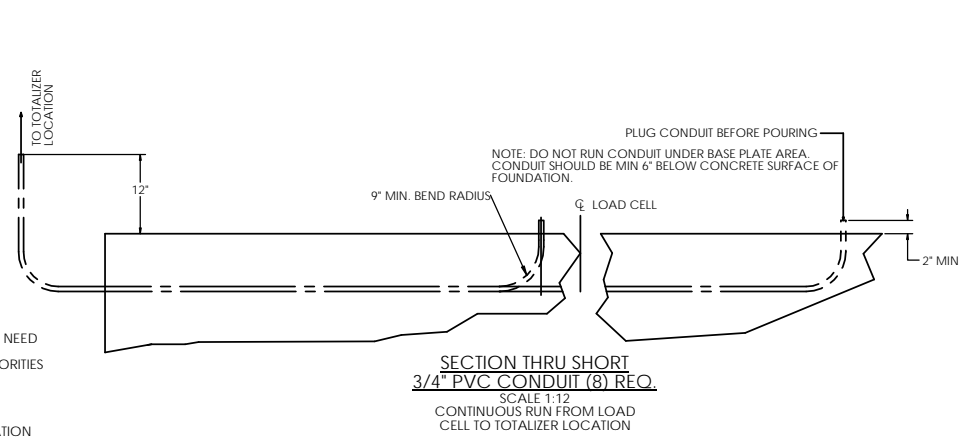 TO TOTALIZER
LOCATION
PLUG CONDUIT BEFORE POURING
NOTE: DO NOT RUN CONDUIT UNDER BASE PLATE AREA.
CONDUIT SHOULD BE MIN 6" BELOW CONCRETE SURFACE OF
FOUNDATION.
12"
9" MIN. BEND RADIUS
℄ LOAD CELL
2" MIN
NEED
ORITIES
ATION
SECTION THRU SHORT
3/4" PVC CONDUIT (8) REQ.
SCALE 1:12
CONTINUOUS RUN FROM LOAD
CELL TO TOTALIZER LOCATION